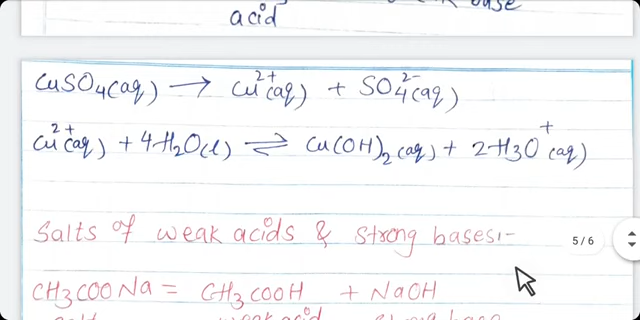 acid
CuSO4(aq) → Cu2+(aq) + SO42-(aq)
Cu2+(aq) + 4H2O(l) ⇌ Cu(OH)2(aq) + 2H3O+(aq)
Salts of weak acids & strong bases:-
5/6
CH3COONa = CH3COOH + NaOH